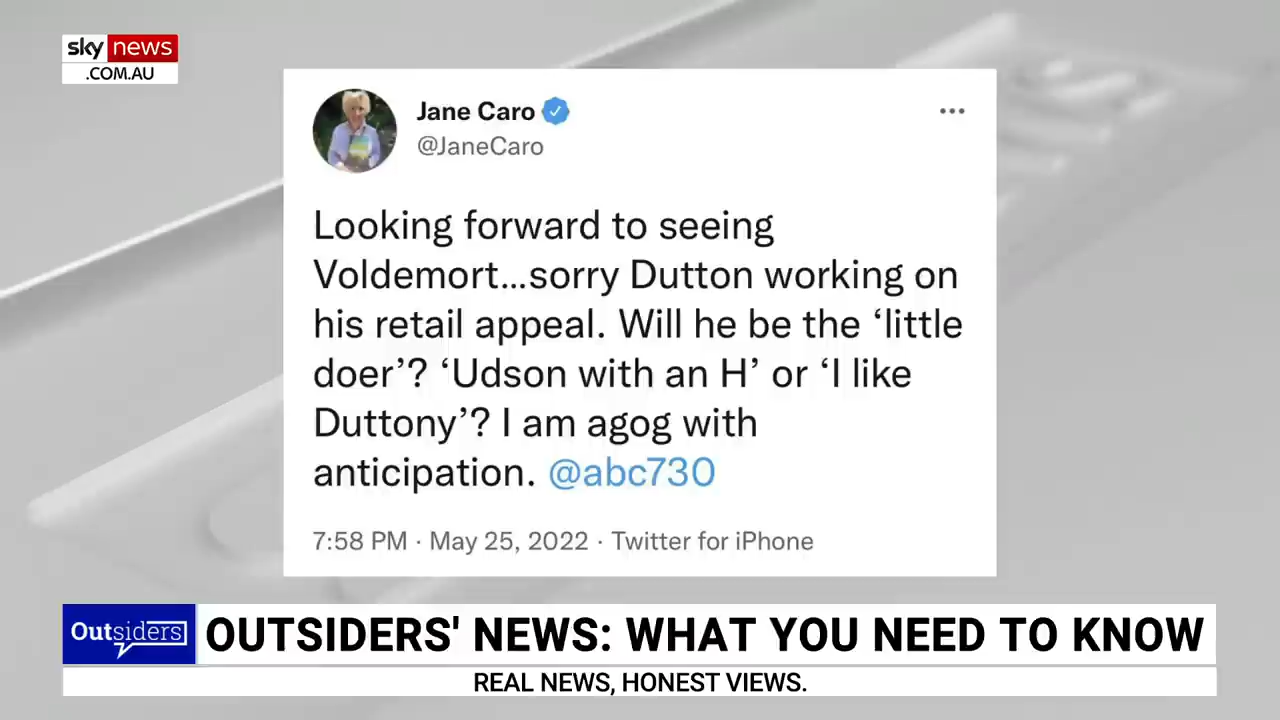 sky news
.COM.AU
Jane Caro
@JaneCaro
Looking forward to seeing
Voldemort...sorry Dutton working on
his retail appeal. Will he be the ‘little
doer’? ‘Udson with an H’ or ‘I like
Duttony’? I am agog with
anticipation. @abc730
7:58 PM · May 25, 2022 · Twitter for iPhone
Outsiders
OUTSIDERS' NEWS: WHAT YOU NEED TO KNOW
REAL NEWS, HONEST VIEWS.